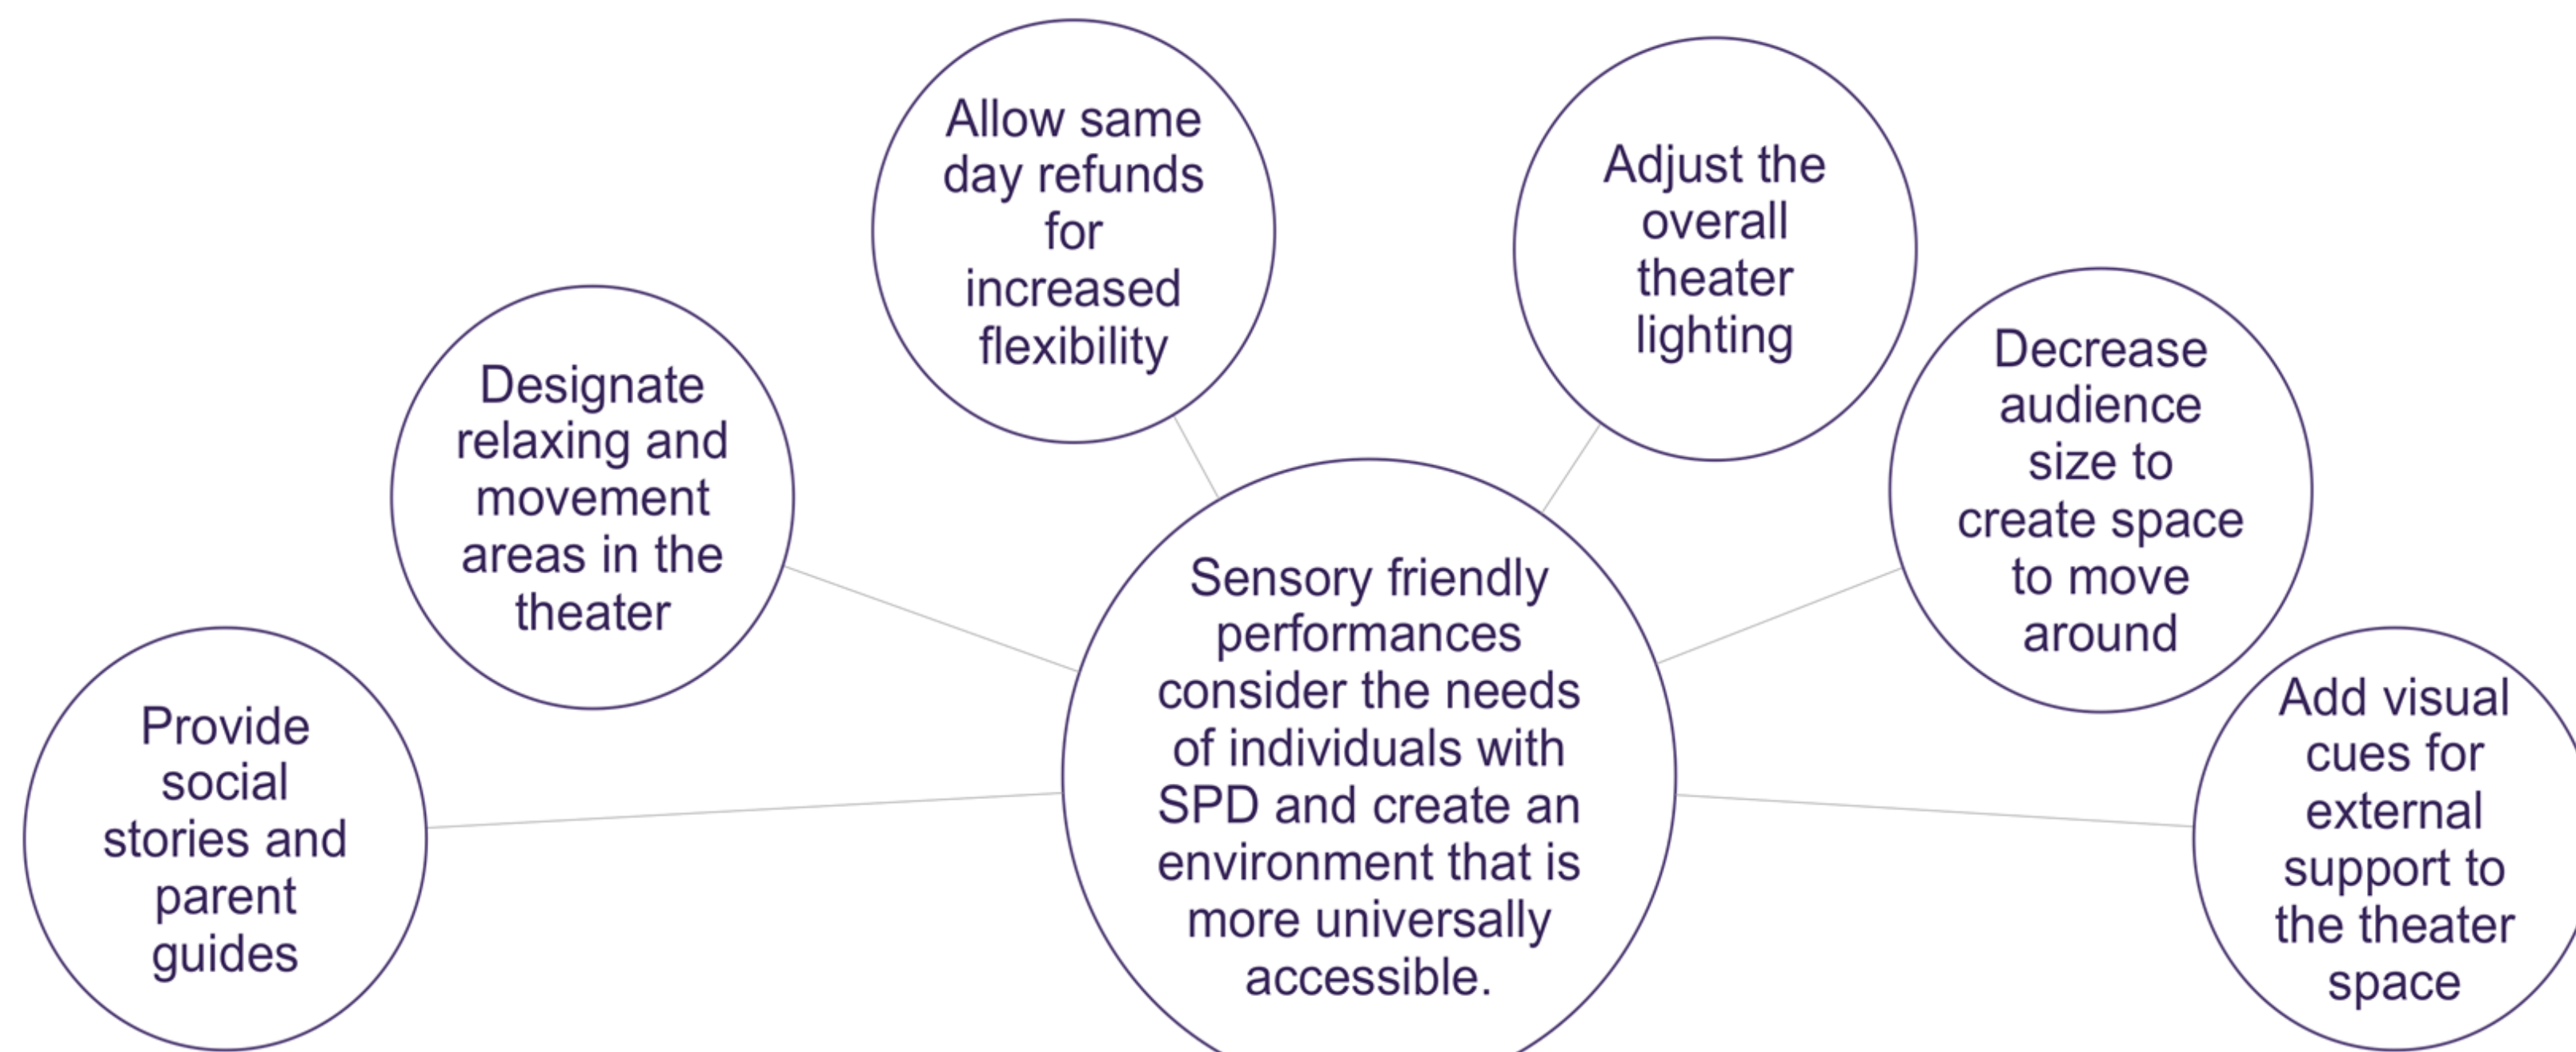 Allow same
day refunds
for
increased
flexibility
Adjust the
overall
theater
lighting
Designate
relaxing and
movement
areas in the
theater
Decrease
audience
size to
create space
to move
around
Provide
social
stories and
parent
guides
Sensory friendly
performances
consider the needs
of individuals with
SPD and create an
environment that is
more universally
accessible.
Add visual
cues for
external
support to
the theater
space